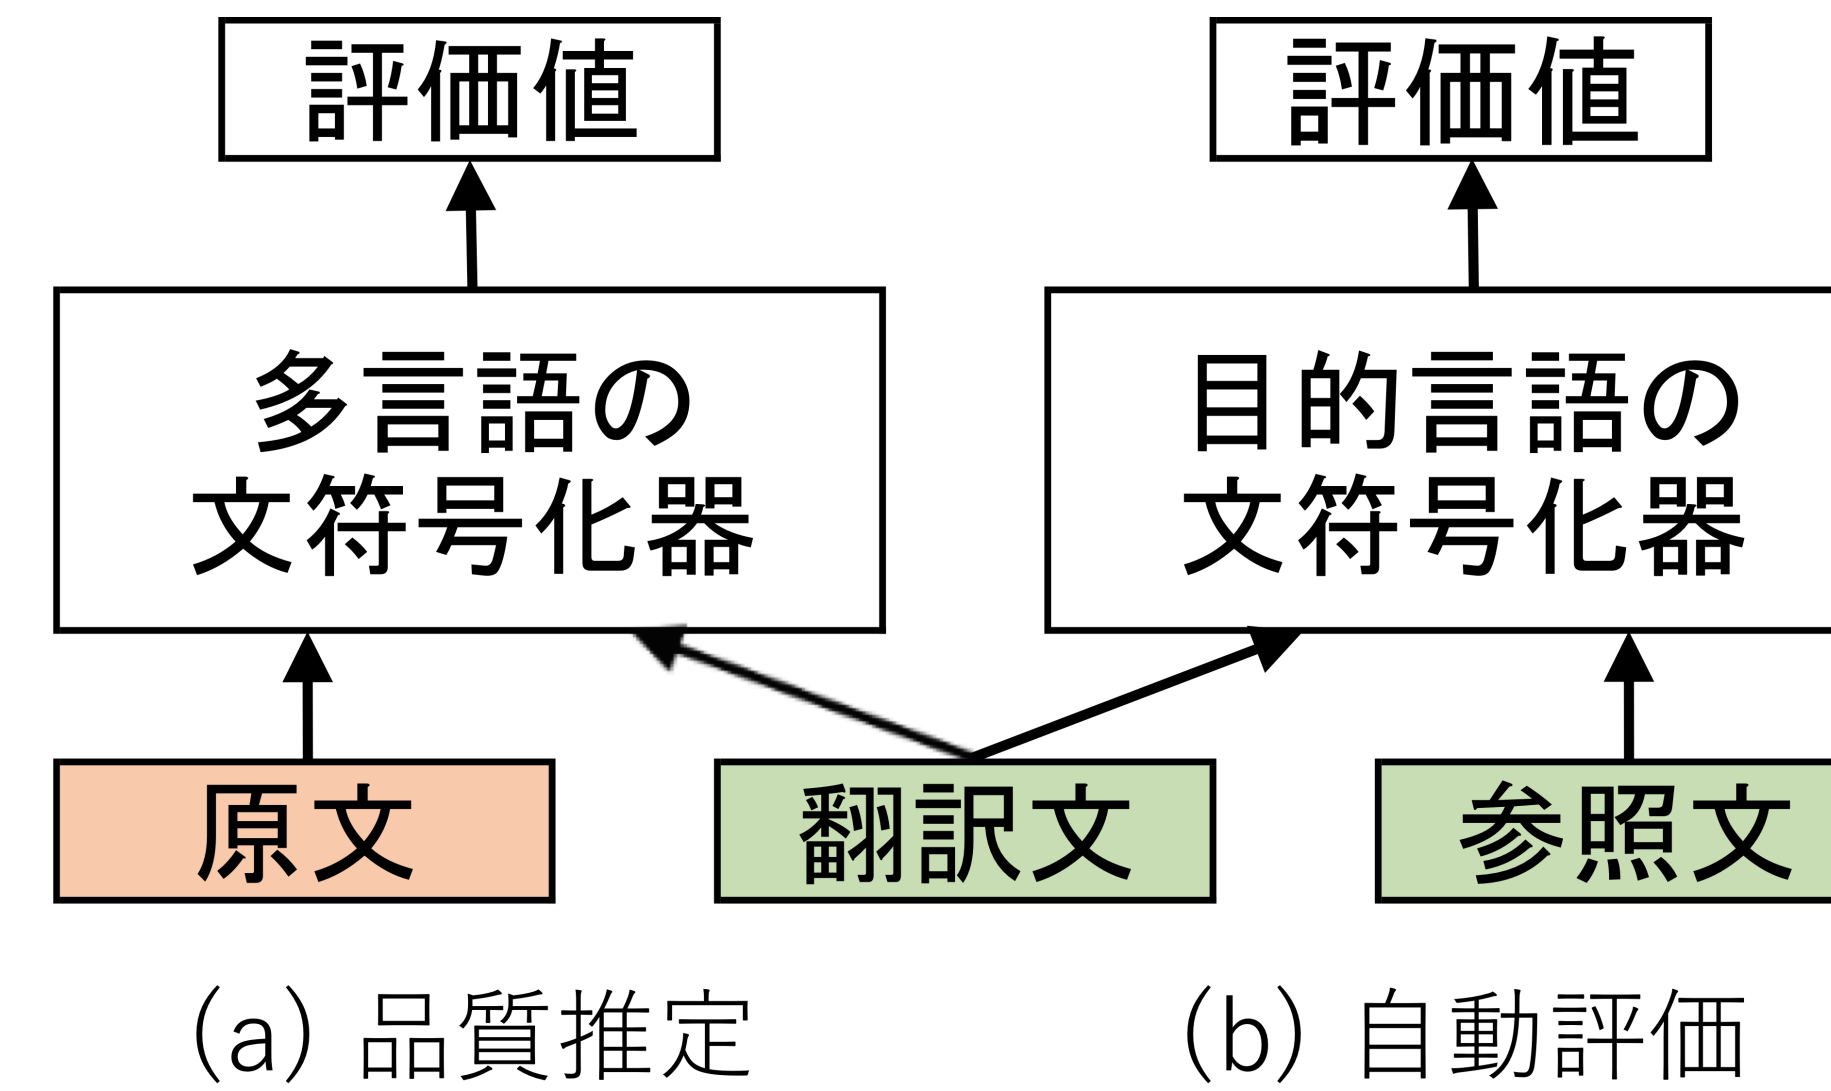 評価値
多言語の
文符号化器
原文
評価値
目的言語の
文符号化器
翻訳文
参照文
(a) 品質推定
(b) 自動評価